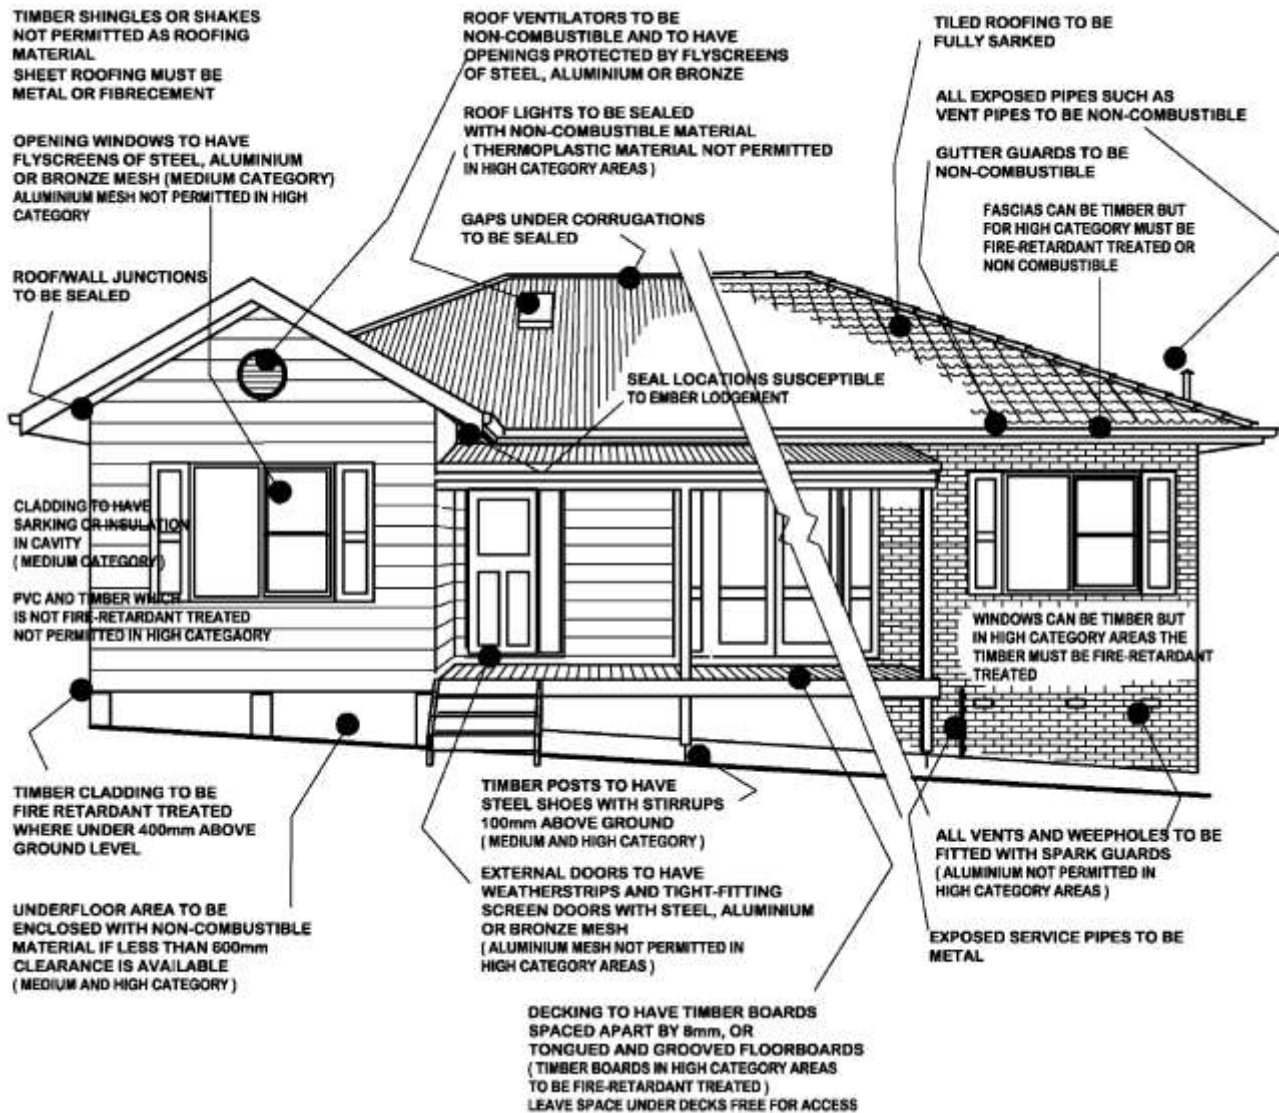 TIMBER SHINGLES OR SHAKES
NOT PERMITTED AS ROOFING
MATERIAL
SHEET ROOFING MUST BE
METAL OR FIBRECEMENT
OPENING WINDOWS TO HAVE
FLYSCREENS OF STEEL, ALUMINIUM
OR BRONZE MESH (MEDIUM CATEGORY)
ALUMINIUM MESH NOT PERMITTED IN HIGH
CATEGORY
ROOF/WALL JUNCTIONS
TO BE SEALED
ROOF VENTILATORS TO BE
NON-COMBUSTIBLE AND TO HAVE
OPENINGS PROTECTED BY FLYSCREENS
OF STEEL, ALUMINIUM OR BRONZE
ROOF LIGHTS TO BE SEALED
WITH NON-COMBUSTIBLE MATERIAL
( THERMOPLASTIC MATERIAL NOT PERMITTED
IN HIGH CATEGORY AREAS )
GAPS UNDER CORRUGATIONS
TO BE SEALED
TILED ROOFING TO BE
FULLY SARKED
ALL EXPOSED PIPES SUCH AS
VENT PIPES TO BE NON-COMBUSTIBLE
GUTTER GUARDS TO BE
NON-COMBUSTIBLE
FASCIAS CAN BE TIMBER BUT
FOR HIGH CATEGORY MUST BE
FIRE-RETARDANT TREATED OR
NON COMBUSTIBLE
SEAL LOCATIONS SUSCEPTIBLE
TO EMBER LODGEMENT
CLADDING TO HAVE
SARKING OR INSULATION
IN CAVITY
( MEDIUM CATEGORY )
PVC AND TIMBER WHICH
IS NOT FIRE-RETARDANT TREATED
NOT PERMITTED IN HIGH CATEGAORY
WINDOWS CAN BE TIMBER BUT
IN HIGH CATEGORY AREAS THE
TIMBER MUST BE FIRE-RETARDANT
TREATED
TIMBER CLADDING TO BE
FIRE RETARDANT TREATED
WHERE UNDER 400mm ABOVE
GROUND LEVEL
UNDERFLOOR AREA TO BE
ENCLOSED WITH NON-COMBUSTIBLE
MATERIAL IF LESS THAN 600mm
CLEARANCE IS AVAILABLE
( MEDIUM AND HIGH CATEGORY )
TIMBER POSTS TO HAVE
STEEL SHOES WITH STIRRUPS
100mm ABOVE GROUND
( MEDIUM AND HIGH CATEGORY )
EXTERNAL DOORS TO HAVE
WEATHERSTRIPS AND TIGHT-FITTING
SCREEN DOORS WITH STEEL, ALUMINIUM
OR BRONZE MESH
( ALUMINIUM MESH NOT PERMITTED IN
HIGH CATEGORY AREAS )
ALL VENTS AND WEEPHOLES TO BE
FITTED WITH SPARK GUARDS
( ALUMINIUM NOT PERMITTED IN
HIGH CATEGORY AREAS )
EXPOSED SERVICE PIPES TO BE
METAL
DECKING TO HAVE TIMBER BOARDS
SPACED APART BY 8mm, OR
TONGUED AND GROOVED FLOORBOARDS
( TIMBER BOARDS IN HIGH CATEGORY AREAS
TO BE FIRE-RETARDANT TREATED )
LEAVE SPACE UNDER DECKS FREE FOR ACCESS